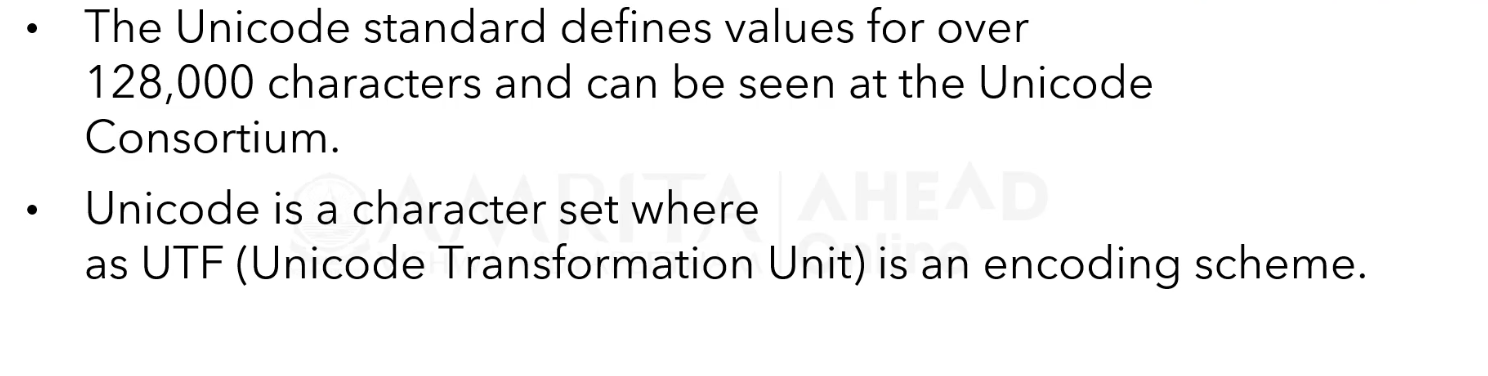 • The Unicode standard defines values for over
128,000 characters and can be seen at the Unicode
Consortium.
• Unicode is a character set where
as UTF (Unicode Transformation Unit) is an encoding scheme.
AMRITA AHEAD
Online